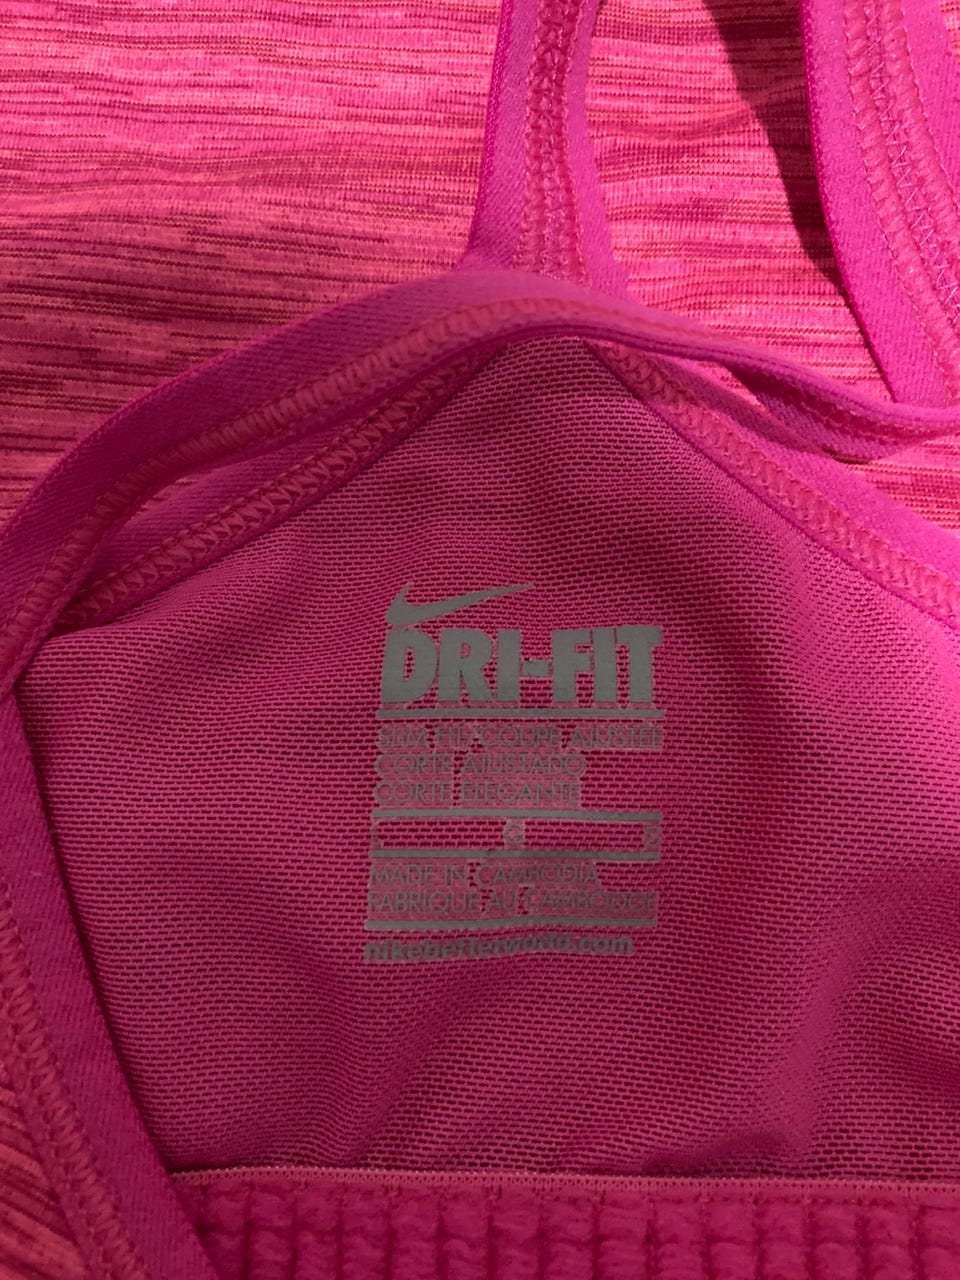 DRI-FIT
SLIM FIT/COUPE AJUSTÉE
CORTE AJUSTADO
CORTE ELEGANTE
MADE IN CAMBODIA
FABRIQUÉ AU CAMBODGE
nikebetterworld.com